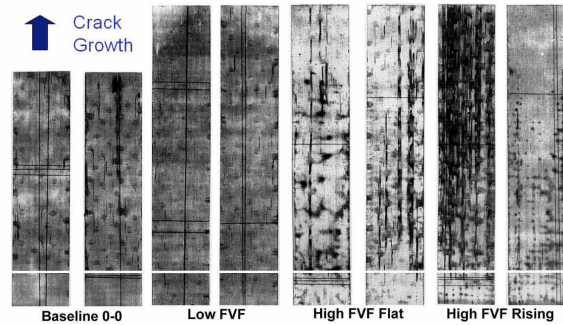 Crack
Growth
Baseline 0-0
Low FVF
High FVF Flat
High FVF Rising